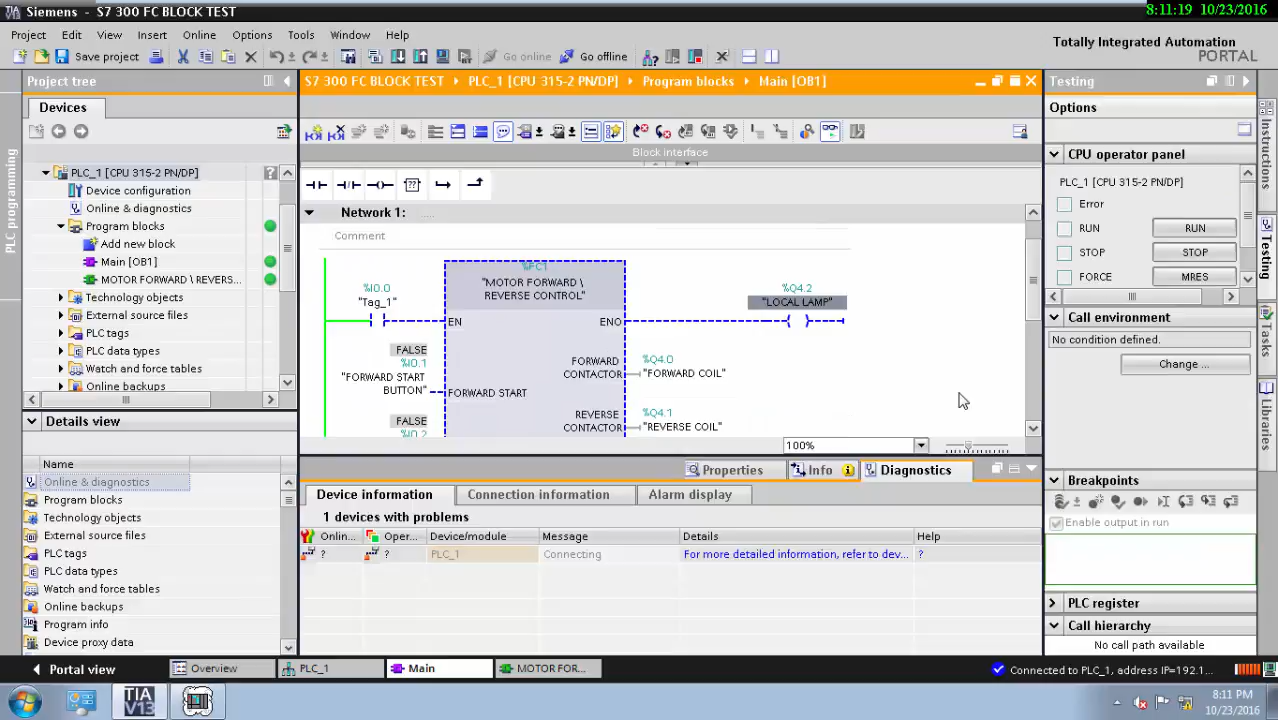 Siemens - S7 300 FC BLOCK TEST
8:11:19 10/23/2016
Project Edit View Insert Online Options Tools Window Help
Totally Integrated Automation
PORTAL
Save project
Go online
Go offline
Project tree
S7 300 FC BLOCK TEST PLC_1 [CPU 315-2 PN/DP] Program blocks Main [OB1]
Testing
Devices
Options
PLC programming
PLC_1 [CPU 315-2 PN/DP]
Device configuration
Online & diagnostics
Program blocks
Add new block
Main [OB1]
MOTOR FORWARD \ REVERS...
Technology objects
External source files
PLC tags
PLC data types
Watch and force tables
Online backups
Block interface
Network 1: .....
Comment
%I0.0
"Tag_1"
%FC1
"MOTOR FORWARD \
REVERSE CONTROL"
EN
ENO
%Q4.2
"LOCAL LAMP"
FALSE
%I0.1
"FORWARD START
BUTTON"
FORWARD START
FORWARD
CONTACTOR
%Q4.0
"FORWARD COIL"
FALSE
%I0.2
REVERSE
CONTACTOR
%Q4.1
"REVERSE COIL"
100%
CPU operator panel
PLC_1 [CPU 315-2 PN/DP]
Error
RUN RUN
STOP STOP
FORCE MRES
Call environment
No condition defined.
Change ...
Breakpoints
Enable output in run
PLC register
Call hierarchy
No call path available
Instructions
Testing
Tasks
Libraries
Details view
Name
Online & diagnostics
Program blocks
Technology objects
External source files
PLC tags
PLC data types
Watch and force tables
Online backups
Program info
Device proxy data
Properties Info Diagnostics
Device information Connection information Alarm display
1 devices with problems
Onlin... Oper... Device/module Message Details Help
? ? PLC_1 Connecting For more detailed information, refer to dev... ?
Portal view Overview PLC_1 Main MOTOR FOR...
Connected to PLC_1, address IP=192.1...
TIA
V13
8:11 PM
10/23/2016